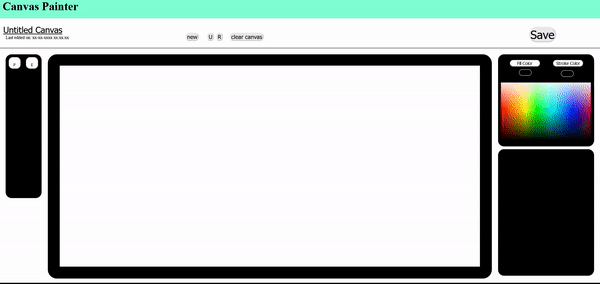 Canvas Painter
Untitled Canvas
Last edited on: xx-xx-xxxx xx:xx:xx
new U R clear canvas
Save
P E
Fill Color Stroke Color